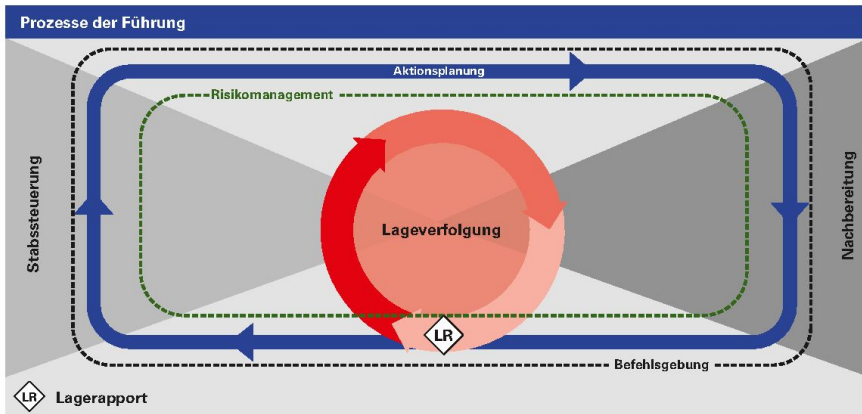 Prozesse der Führung
Aktionsplanung
Risikomanagement
Stabssteuerung
Lageverfolgung
Nachbereitung
LR
Befehlsgebung
LR Lagerapport